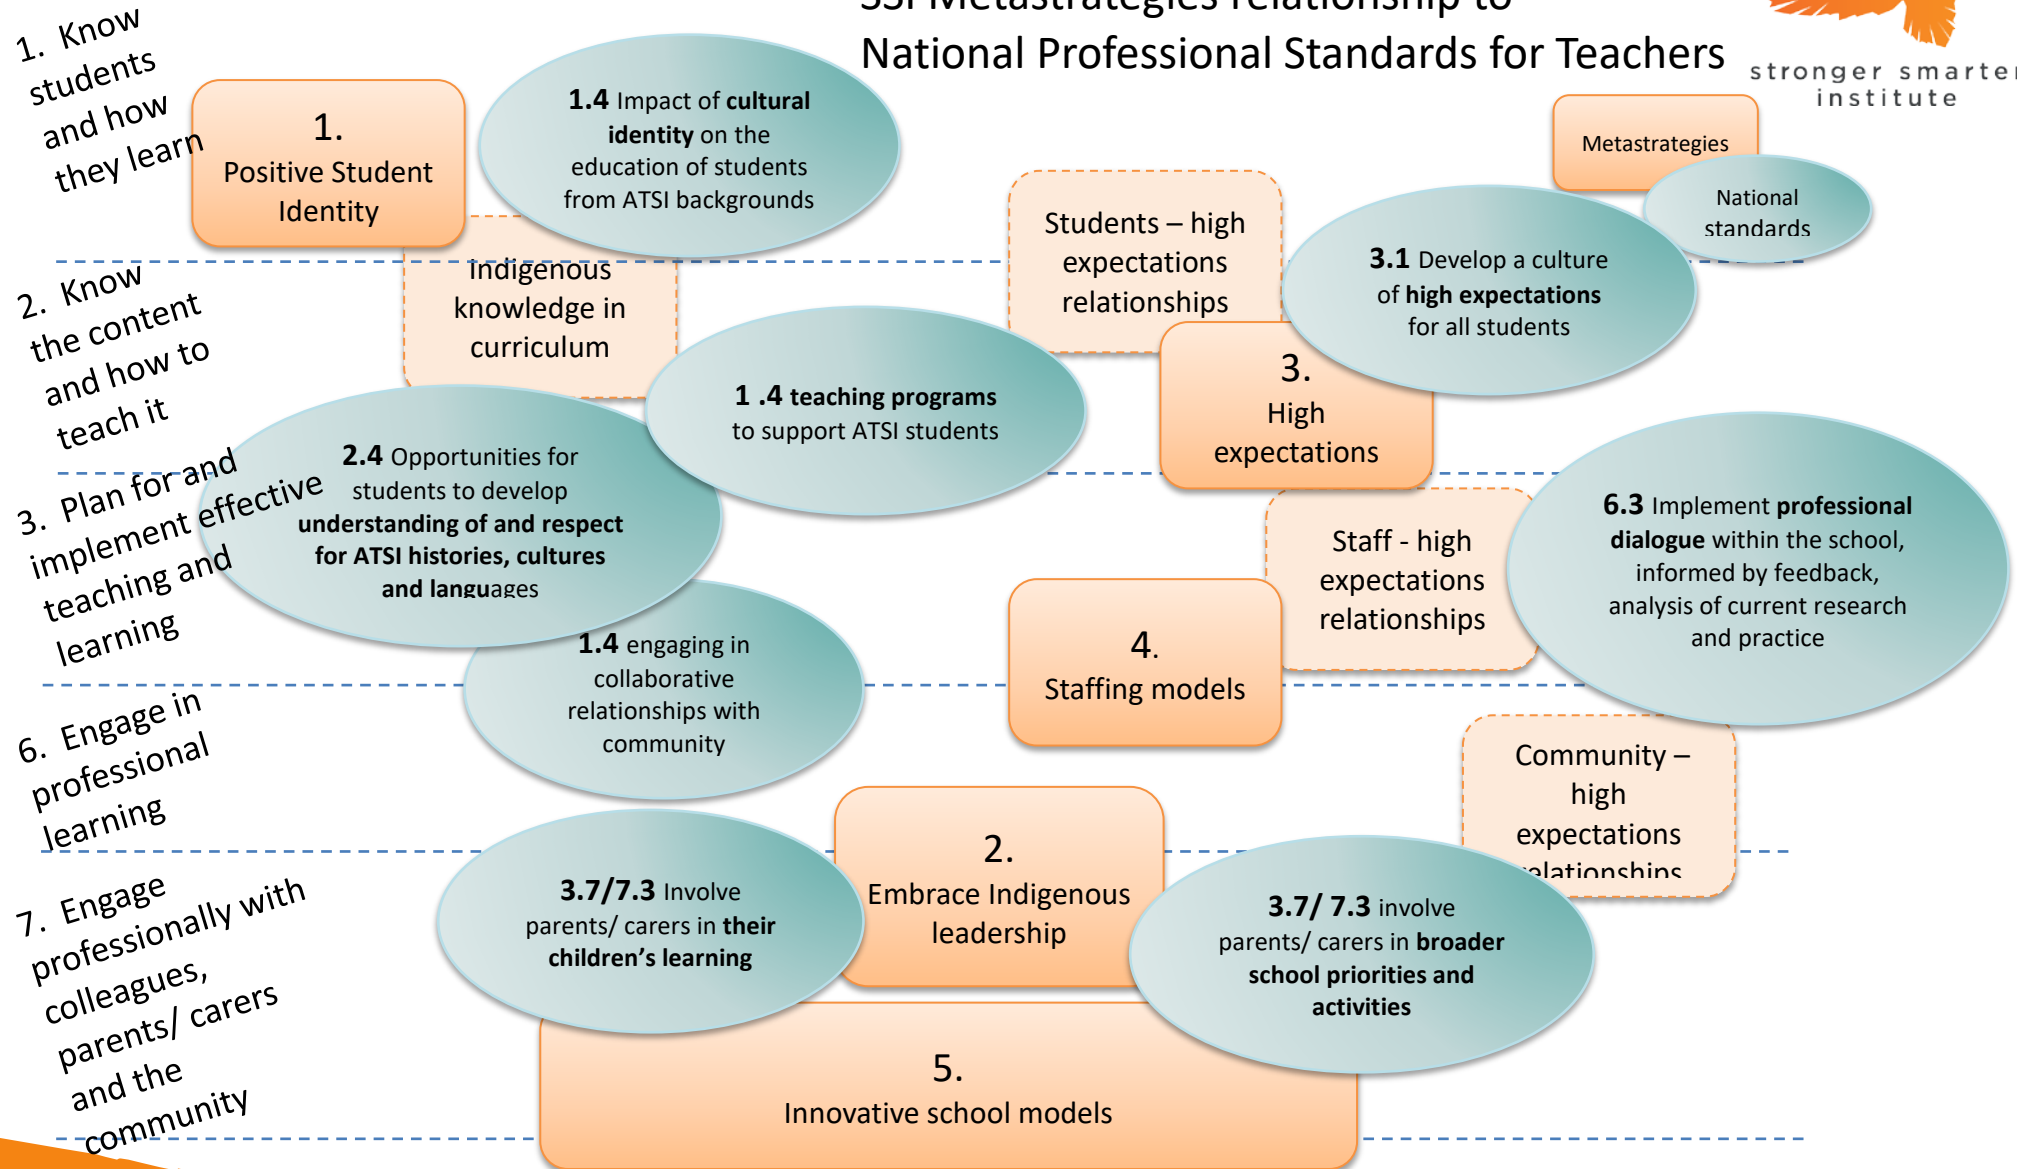 SSI Metastrategies relationship to
National Professional Standards for Teachers
stronger smarter
institute
Metastrategies
National
standards
1. Know
students
and how
they learn
1.
Positive Student
Identity
1.4 Impact of cultural
identity on the
education of students
from ATSI backgrounds
Students – high
expectations
relationships
3.1 Develop a culture
of high expectations
for all students
2. Know
the content
and how to
teach it
Indigenous
knowledge in
curriculum
1 .4 teaching programs
to support ATSI students
3.
High
expectations
3. Plan for and
implement effective
teaching and
learning
2.4 Opportunities for
students to develop
understanding of and respect
for ATSI histories, cultures
and languages
Staff - high
expectations
relationships
6.3 Implement professional
dialogue within the school,
informed by feedback,
analysis of current research
and practice
1.4 engaging in
collaborative
relationships with
community
4.
Staffing models
6. Engage in
professional
learning
Community –
high
expectations
relationships
7. Engage
professionally with
colleagues,
parents/ carers
and the
community
3.7/7.3 Involve
parents/ carers in their
children's learning
2.
Embrace Indigenous
leadership
3.7/ 7.3 involve
parents/ carers in broader
school priorities and
activities
5.
Innovative school models